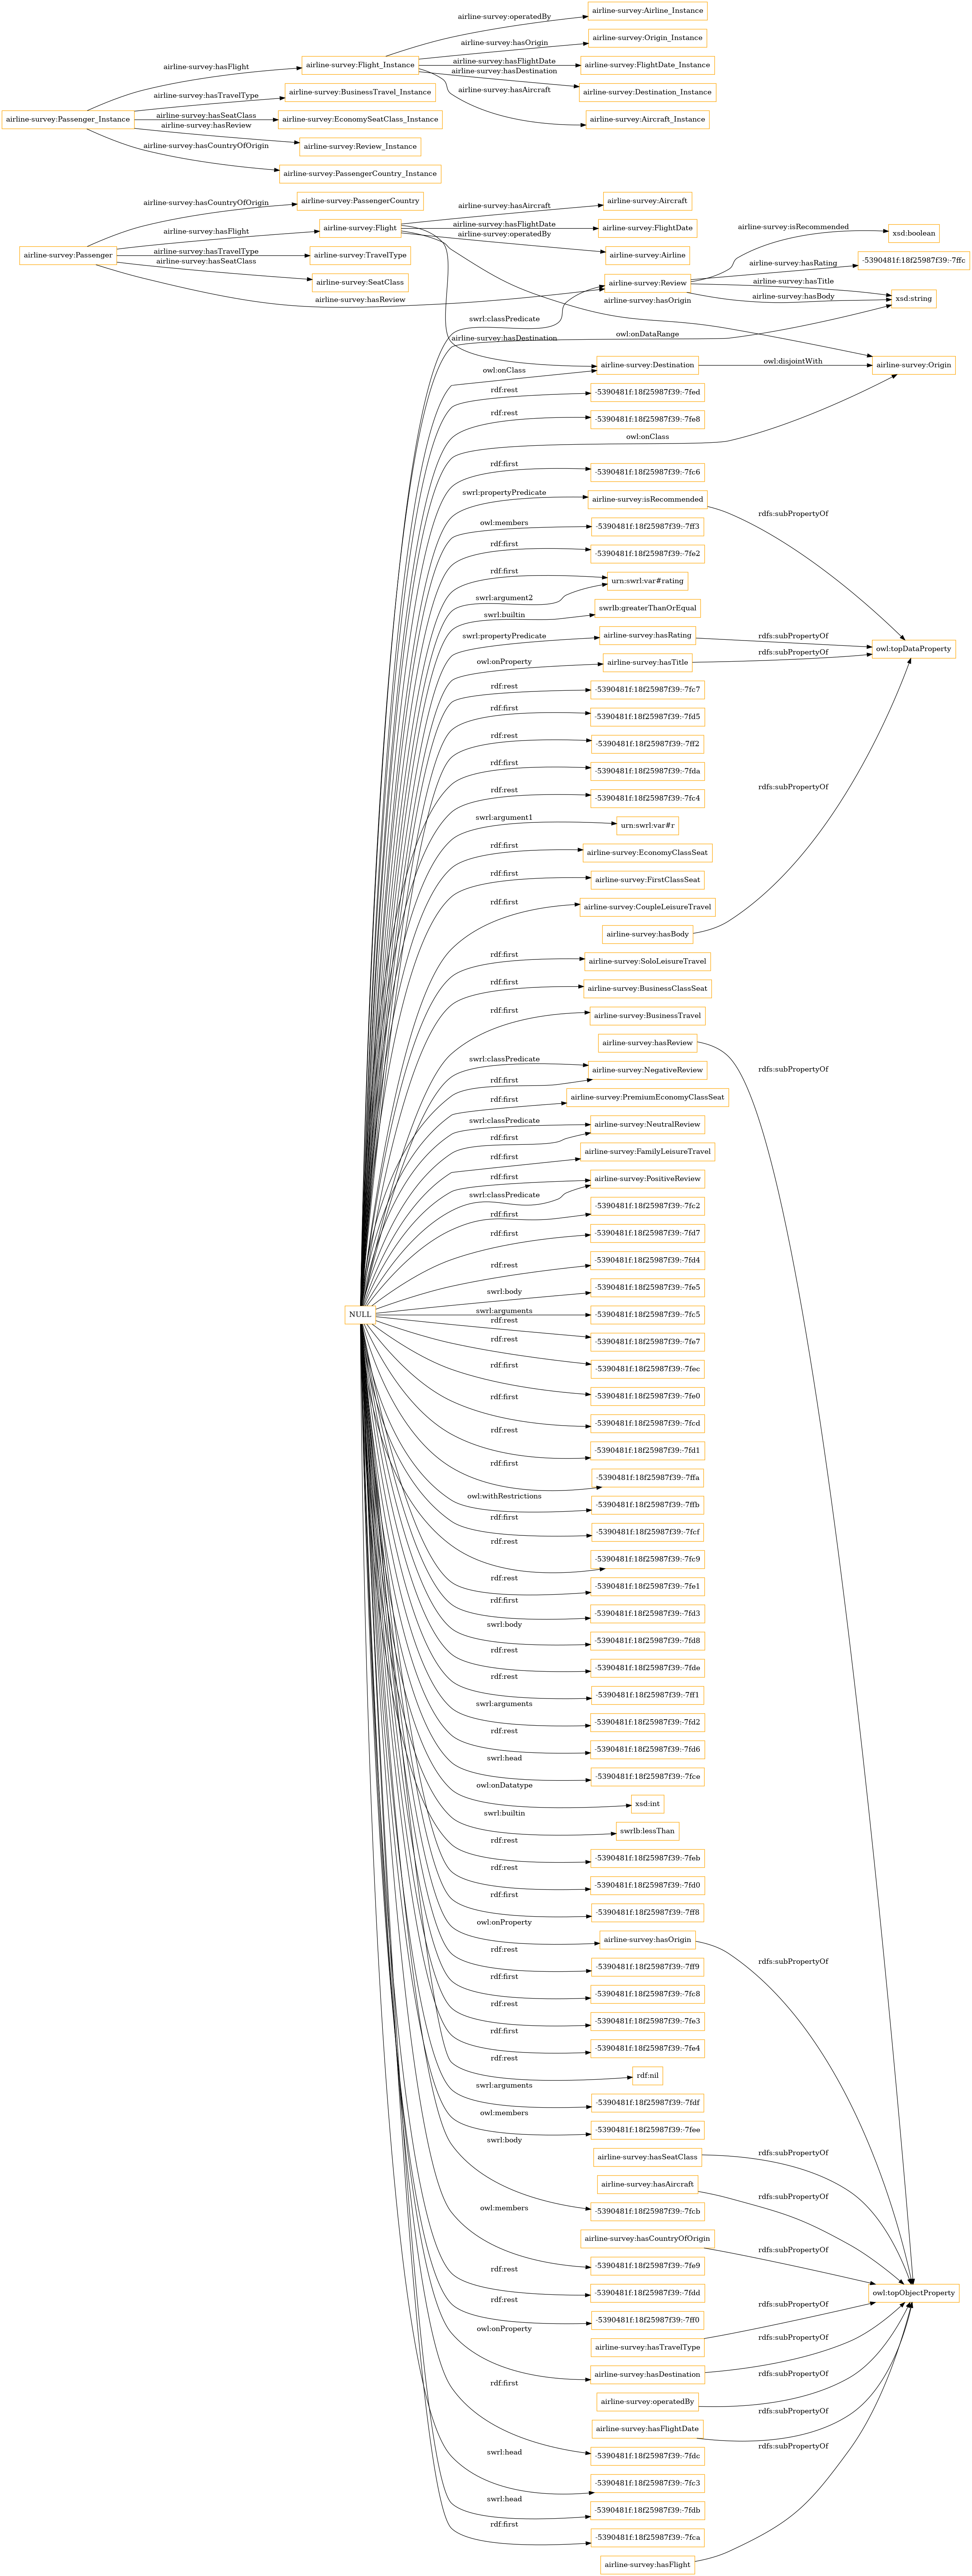 airline-survey:Airline_Instance
airline-survey:operatedBy
airline-survey:Origin_Instance
airline-survey:hasOrigin
airline-survey:Flight_Instance
airline-survey:hasFlightDate
airline-survey:FlightDate_Instance
airline-survey:hasFlight
airline-survey:hasDestination
airline-survey:Destination_Instance
airline-survey:hasTravelType
airline-survey:BusinessTravel_Instance
airline-survey:hasAircraft
airline-survey:Passenger_Instance
airline-survey:hasSeatClass
airline-survey:EconomySeatClass_Instance
airline-survey:Aircraft_Instance
airline-survey:hasReview
airline-survey:Review_Instance
airline-survey:hasCountryOfOrigin
airline-survey:PassengerCountry_Instance
airline-survey:hasCountryOfOrigin
airline-survey:PassengerCountry
airline-survey:hasAircraft
airline-survey:Aircraft
airline-survey:hasFlight
airline-survey:Flight
airline-survey:hasFlightDate
airline-survey:FlightDate
airline-survey:isRecommended
xsd:boolean
airline-survey:operatedBy
airline-survey:Passenger
airline-survey:hasTravelType
airline-survey:TravelType
airline-survey:Airline
airline-survey:hasSeatClass
airline-survey:hasRating
-5390481f:18f25987f39:-7ffc
airline-survey:SeatClass
airline-survey:Review
airline-survey:hasTitle
airline-survey:hasReview
airline-survey:hasOrigin
airline-survey:hasBody
xsd:string
swrl:classPredicate
owl:onDataRange
airline-survey:hasDestination
owl:onClass
airline-survey:Destination
owl:disjointWith
airline-survey:Origin
rdf:rest
-5390481f:18f25987f39:-7fed
rdf:rest
-5390481f:18f25987f39:-7fe8
owl:onClass
rdf:first
-5390481f:18f25987f39:-7fc6
swrl:propertyPredicate
airline-survey:isRecommended
rdfs:subPropertyOf
owl:members
-5390481f:18f25987f39:-7ff3
rdf:first
-5390481f:18f25987f39:-7fe2
rdf:first
urn:swrl:var#rating
swrl:argument2
swrl:builtin
swrlb:greaterThanOrEqual
swrl:propertyPredicate
airline-survey:hasRating
rdfs:subPropertyOf
owl:topDataProperty
owl:onProperty
airline-survey:hasTitle
rdfs:subPropertyOf
rdf:rest
-5390481f:18f25987f39:-7fc7
rdf:first
-5390481f:18f25987f39:-7fd5
rdf:rest
-5390481f:18f25987f39:-7ff2
rdf:first
-5390481f:18f25987f39:-7fda
rdf:rest
-5390481f:18f25987f39:-7fc4
rdfs:subPropertyOf
swrl:argument1
urn:swrl:var#r
rdf:first
airline-survey:EconomyClassSeat
rdf:first
airline-survey:FirstClassSeat
rdf:first
airline-survey:CoupleLeisureTravel
airline-survey:hasBody
rdf:first
airline-survey:SoloLeisureTravel
rdf:first
airline-survey:BusinessClassSeat
rdf:first
airline-survey:BusinessTravel
airline-survey:hasReview
rdfs:subPropertyOf
swrl:classPredicate
airline-survey:NegativeReview
rdf:first
rdf:first
airline-survey:PremiumEconomyClassSeat
swrl:classPredicate
airline-survey:NeutralReview
rdf:first
rdf:first
airline-survey:FamilyLeisureTravel
rdf:first
airline-survey:PositiveReview
swrl:classPredicate
rdf:first
-5390481f:18f25987f39:-7fc2
rdf:first
-5390481f:18f25987f39:-7fd7
rdf:rest
-5390481f:18f25987f39:-7fd4
swrl:body
-5390481f:18f25987f39:-7fe5
NULL
swrl:arguments
-5390481f:18f25987f39:-7fc5
rdf:rest
-5390481f:18f25987f39:-7fe7
rdf:rest
-5390481f:18f25987f39:-7fec
rdf:first
-5390481f:18f25987f39:-7fe0
rdf:first
-5390481f:18f25987f39:-7fcd
rdf:rest
-5390481f:18f25987f39:-7fd1
rdf:first
-5390481f:18f25987f39:-7ffa
owl:withRestrictions
-5390481f:18f25987f39:-7ffb
rdf:first
-5390481f:18f25987f39:-7fcf
rdf:rest
-5390481f:18f25987f39:-7fc9
rdf:rest
-5390481f:18f25987f39:-7fe1
rdf:first
-5390481f:18f25987f39:-7fd3
swrl:body
-5390481f:18f25987f39:-7fd8
rdf:rest
-5390481f:18f25987f39:-7fde
rdf:rest
-5390481f:18f25987f39:-7ff1
swrl:arguments
-5390481f:18f25987f39:-7fd2
rdf:rest
-5390481f:18f25987f39:-7fd6
swrl:head
-5390481f:18f25987f39:-7fce
owl:onDatatype
xsd:int
swrl:builtin
swrlb:lessThan
rdf:rest
-5390481f:18f25987f39:-7feb
rdf:rest
-5390481f:18f25987f39:-7fd0
rdf:first
-5390481f:18f25987f39:-7ff8
owl:onProperty
airline-survey:hasOrigin
rdfs:subPropertyOf
rdf:rest
-5390481f:18f25987f39:-7ff9
rdf:first
-5390481f:18f25987f39:-7fc8
rdf:rest
-5390481f:18f25987f39:-7fe3
rdf:first
-5390481f:18f25987f39:-7fe4
rdf:rest
rdf:nil
swrl:arguments
-5390481f:18f25987f39:-7fdf
owl:members
-5390481f:18f25987f39:-7fee
swrl:body
airline-survey:hasSeatClass
rdfs:subPropertyOf
airline-survey:hasAircraft
rdfs:subPropertyOf
owl:members
-5390481f:18f25987f39:-7fcb
airline-survey:hasCountryOfOrigin
rdfs:subPropertyOf
-5390481f:18f25987f39:-7fe9
rdf:rest
-5390481f:18f25987f39:-7fdd
owl:topObjectProperty
rdf:rest
-5390481f:18f25987f39:-7ff0
rdfs:subPropertyOf
owl:onProperty
airline-survey:hasTravelType
rdfs:subPropertyOf
airline-survey:hasDestination
rdfs:subPropertyOf
rdf:first
airline-survey:operatedBy
rdfs:subPropertyOf
airline-survey:hasFlightDate
rdfs:subPropertyOf
swrl:head
-5390481f:18f25987f39:-7fdc
-5390481f:18f25987f39:-7fc3
swrl:head
-5390481f:18f25987f39:-7fdb
rdf:first
-5390481f:18f25987f39:-7fca
airline-survey:hasFlight